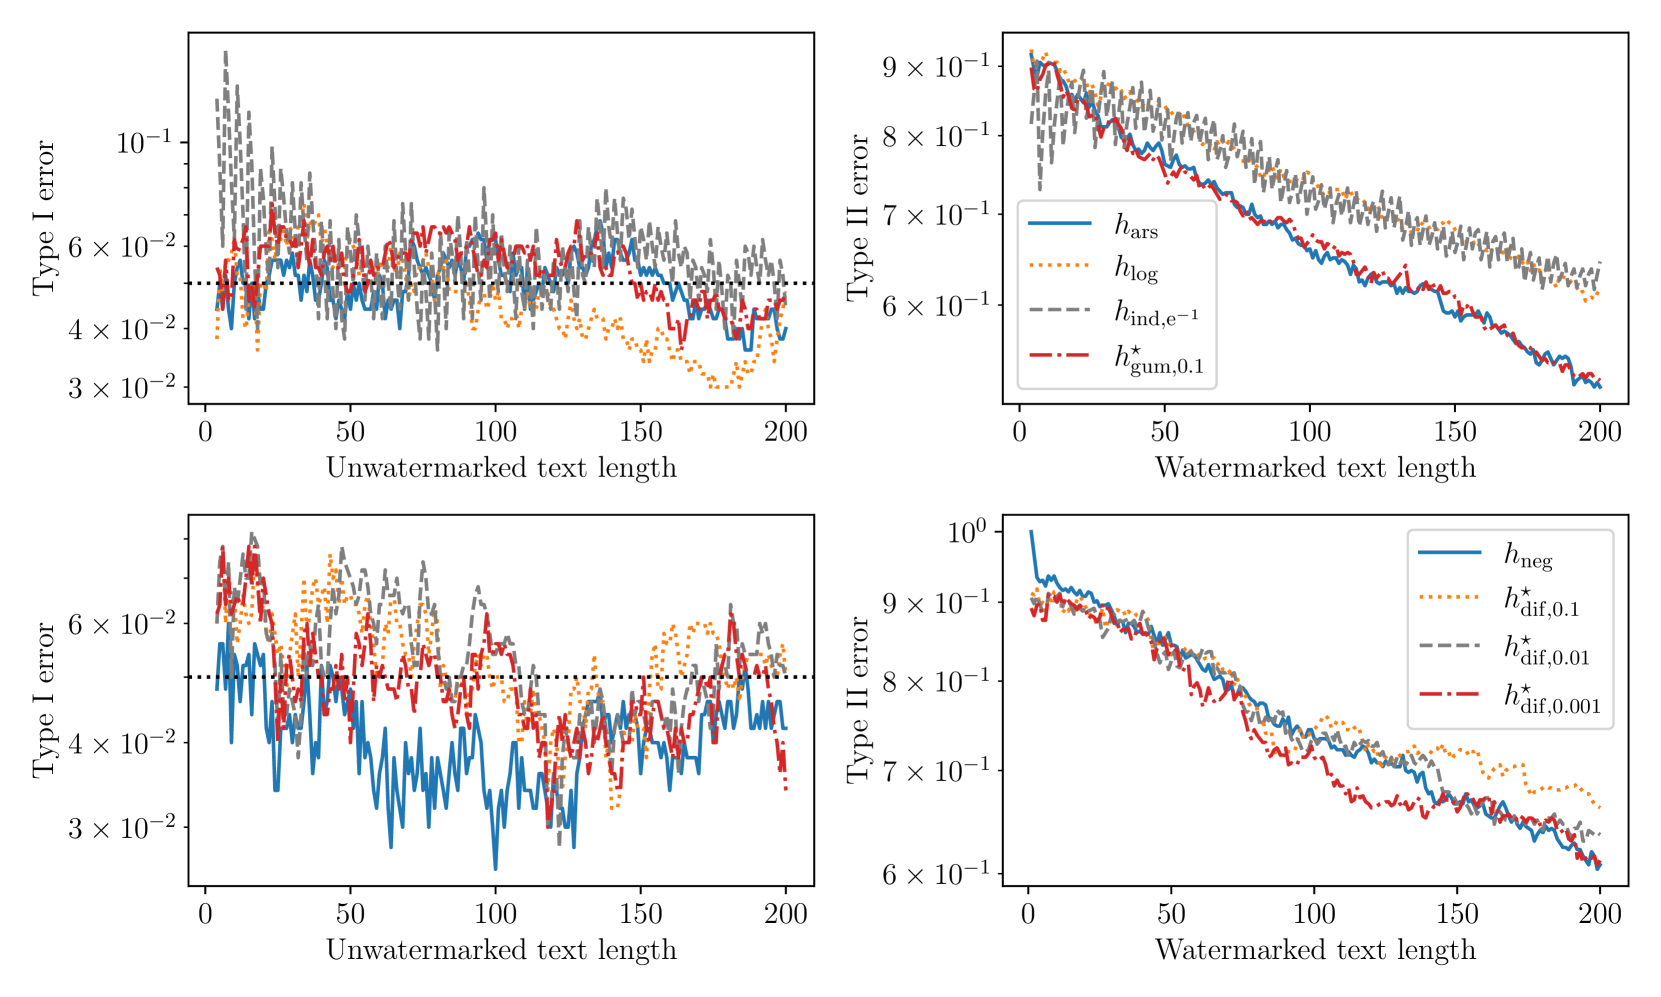 Type I error
10⁻¹
6 × 10⁻²
4 × 10⁻²
3 × 10⁻²
0 50 100 150 200
Unwatermarked text length
Type II error
9 × 10⁻¹
8 × 10⁻¹
7 × 10⁻¹
6 × 10⁻¹
h_ars
h_log
h_ind,e⁻¹
h*_gum,0.1
0 50 100 150 200
Watermarked text length
Type I error
6 × 10⁻²
4 × 10⁻²
3 × 10⁻²
0 50 100 150 200
Unwatermarked text length
Type II error
10⁰
9 × 10⁻¹
8 × 10⁻¹
7 × 10⁻¹
6 × 10⁻¹
h_neg
h*_dif,0.1
h*_dif,0.01
h*_dif,0.001
0 50 100 150 200
Watermarked text length